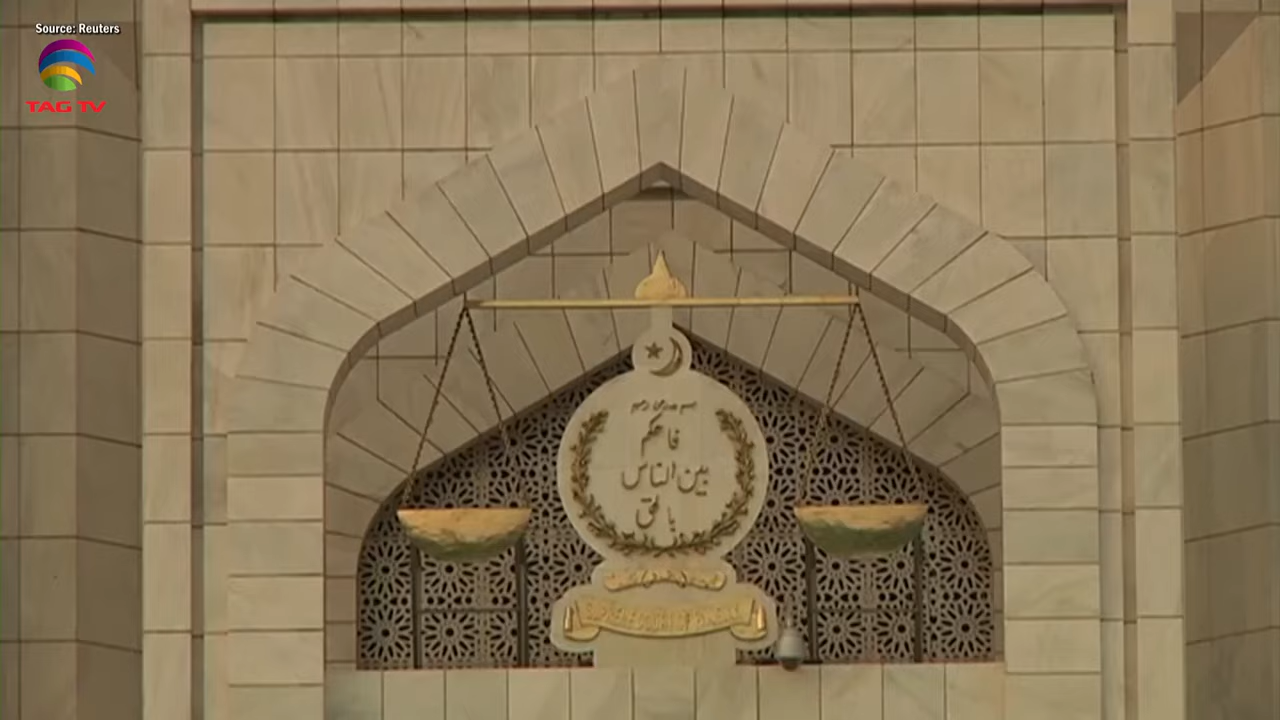 Source: Reuters
TAG TV
فاحکم
بین الناس
بالحق
SUPREME COURT OF PAKISTAN